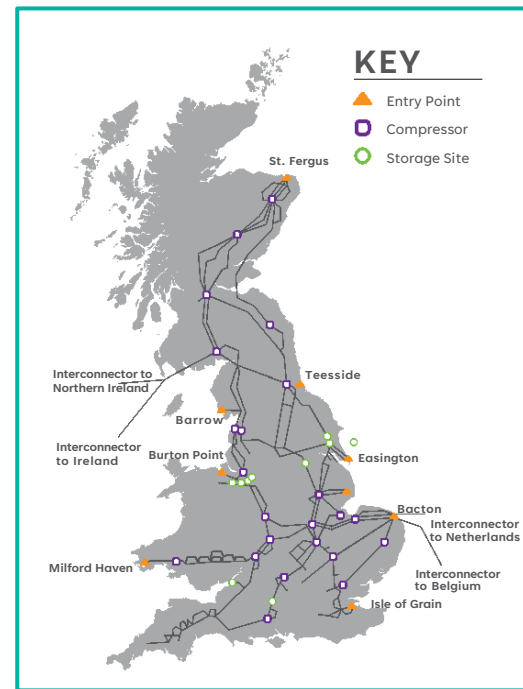 KEY
Entry Point
Compressor
Storage Site
St. Fergus
Interconnector to
Northern Ireland
Teesside
Barrow
Interconnector
to Ireland
Burton Point
Easington
Bacton
Interconnector
to Netherlands
Milford Haven
Interconnector
to Belgium
Isle of Grain